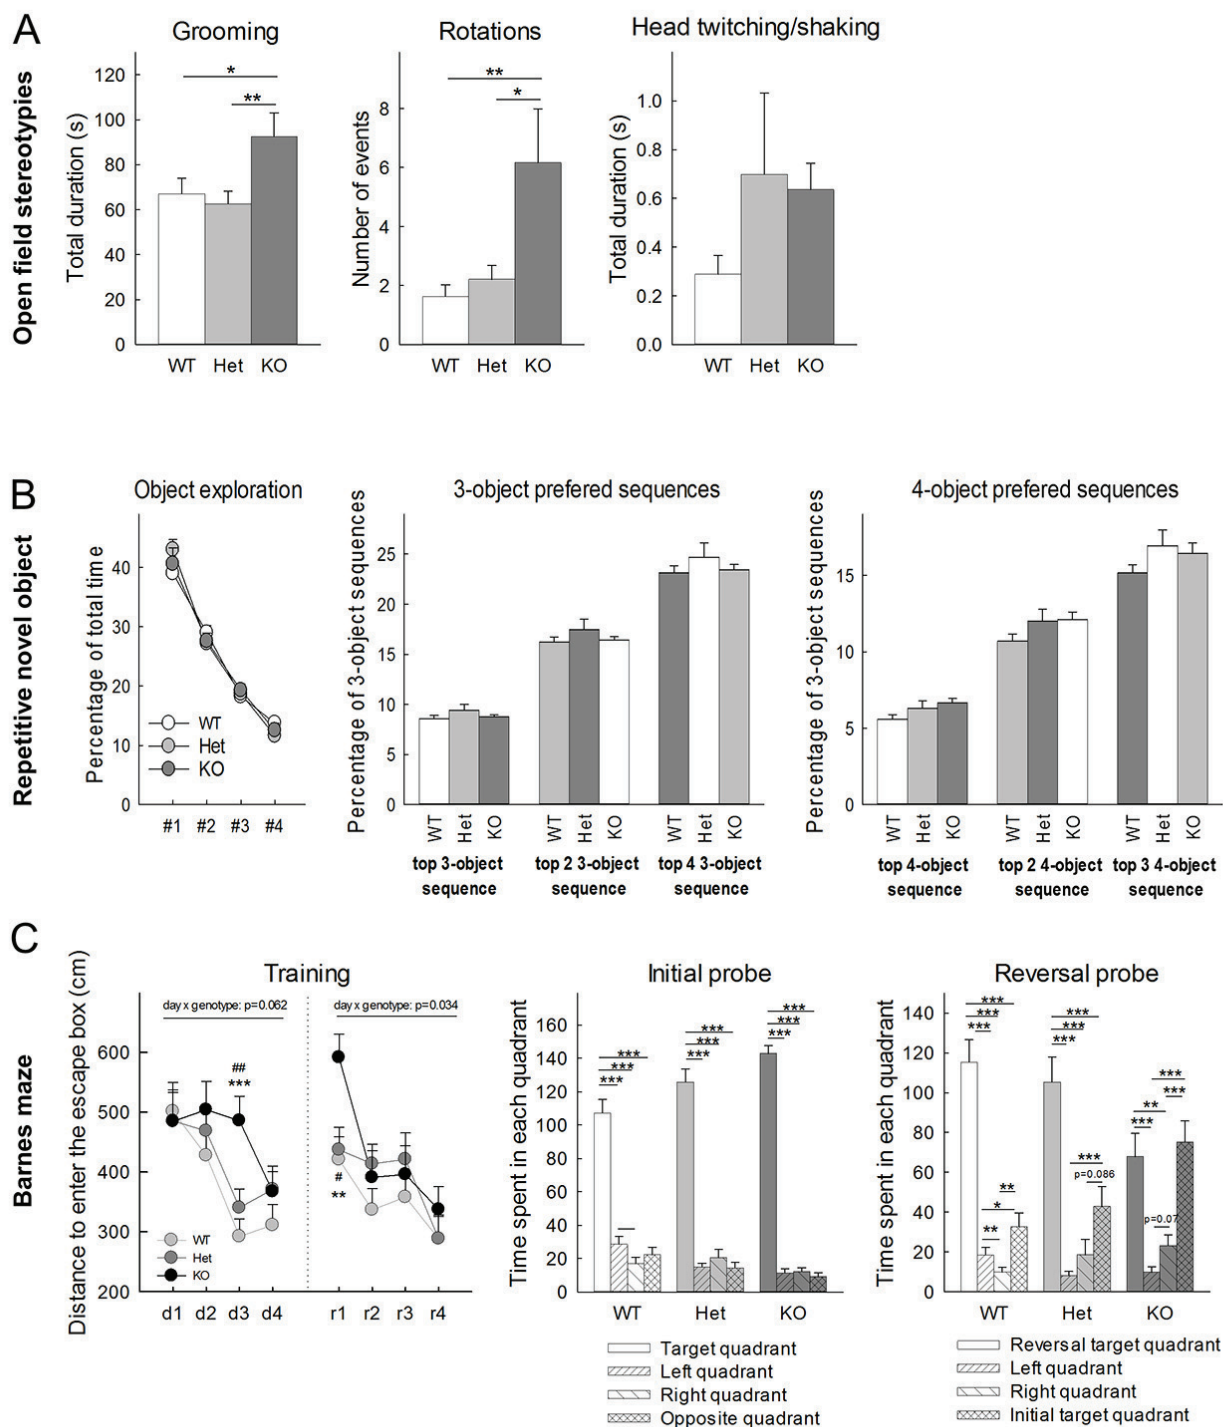 A
Open field stereotypies
Grooming
Total duration (s)
120
100
80
60
40
20
0
*
**
WT Het KO
Rotations
Number of events
8
6
4
2
0
**
*
WT Het KO
Head twitching/shaking
Total duration (s)
1.0
0.8
0.6
0.4
0.2
0.0
WT Het KO
B
Repetitive novel object
Object exploration
Percentage of total time
40
30
20
10
0
WT
Het
KO
#1 #2 #3 #4
3-object prefered sequences
Percentage of 3-object sequences
25
20
15
10
5
0
WT Het KO WT Het KO WT Het KO
top 3-object sequence
top 2 3-object sequence
top 4 3-object sequence
4-object prefered sequences
Percentage of 3-object sequences
15
10
5
0
WT Het KO WT Het KO WT Het KO
top 4-object sequence
top 2 4-object sequence
top 3 4-object sequence
C
Barnes maze
Training
Distance to enter the escape box (cm)
day x genotype: p=0.062
day x genotype: p=0.034
600
500
400
300
200
##
***
#
**
WT
Het
KO
d1 d2 d3 d4 r1 r2 r3 r4
Initial probe
Time spent in each quadrant
160
140
120
100
80
60
40
20
0
***
***
***
***
***
***
***
***
***
WT Het KO
Target quadrant
Left quadrant
Right quadrant
Opposite quadrant
Reversal probe
Time spent in each quadrant
140
120
100
80
60
40
20
0
***
***
***
**
*
**
***
***
***
***
p=0.086
***
**
***
***
p=0.07
WT Het KO
Reversal target quadrant
Left quadrant
Right quadrant
Initial target quadrant